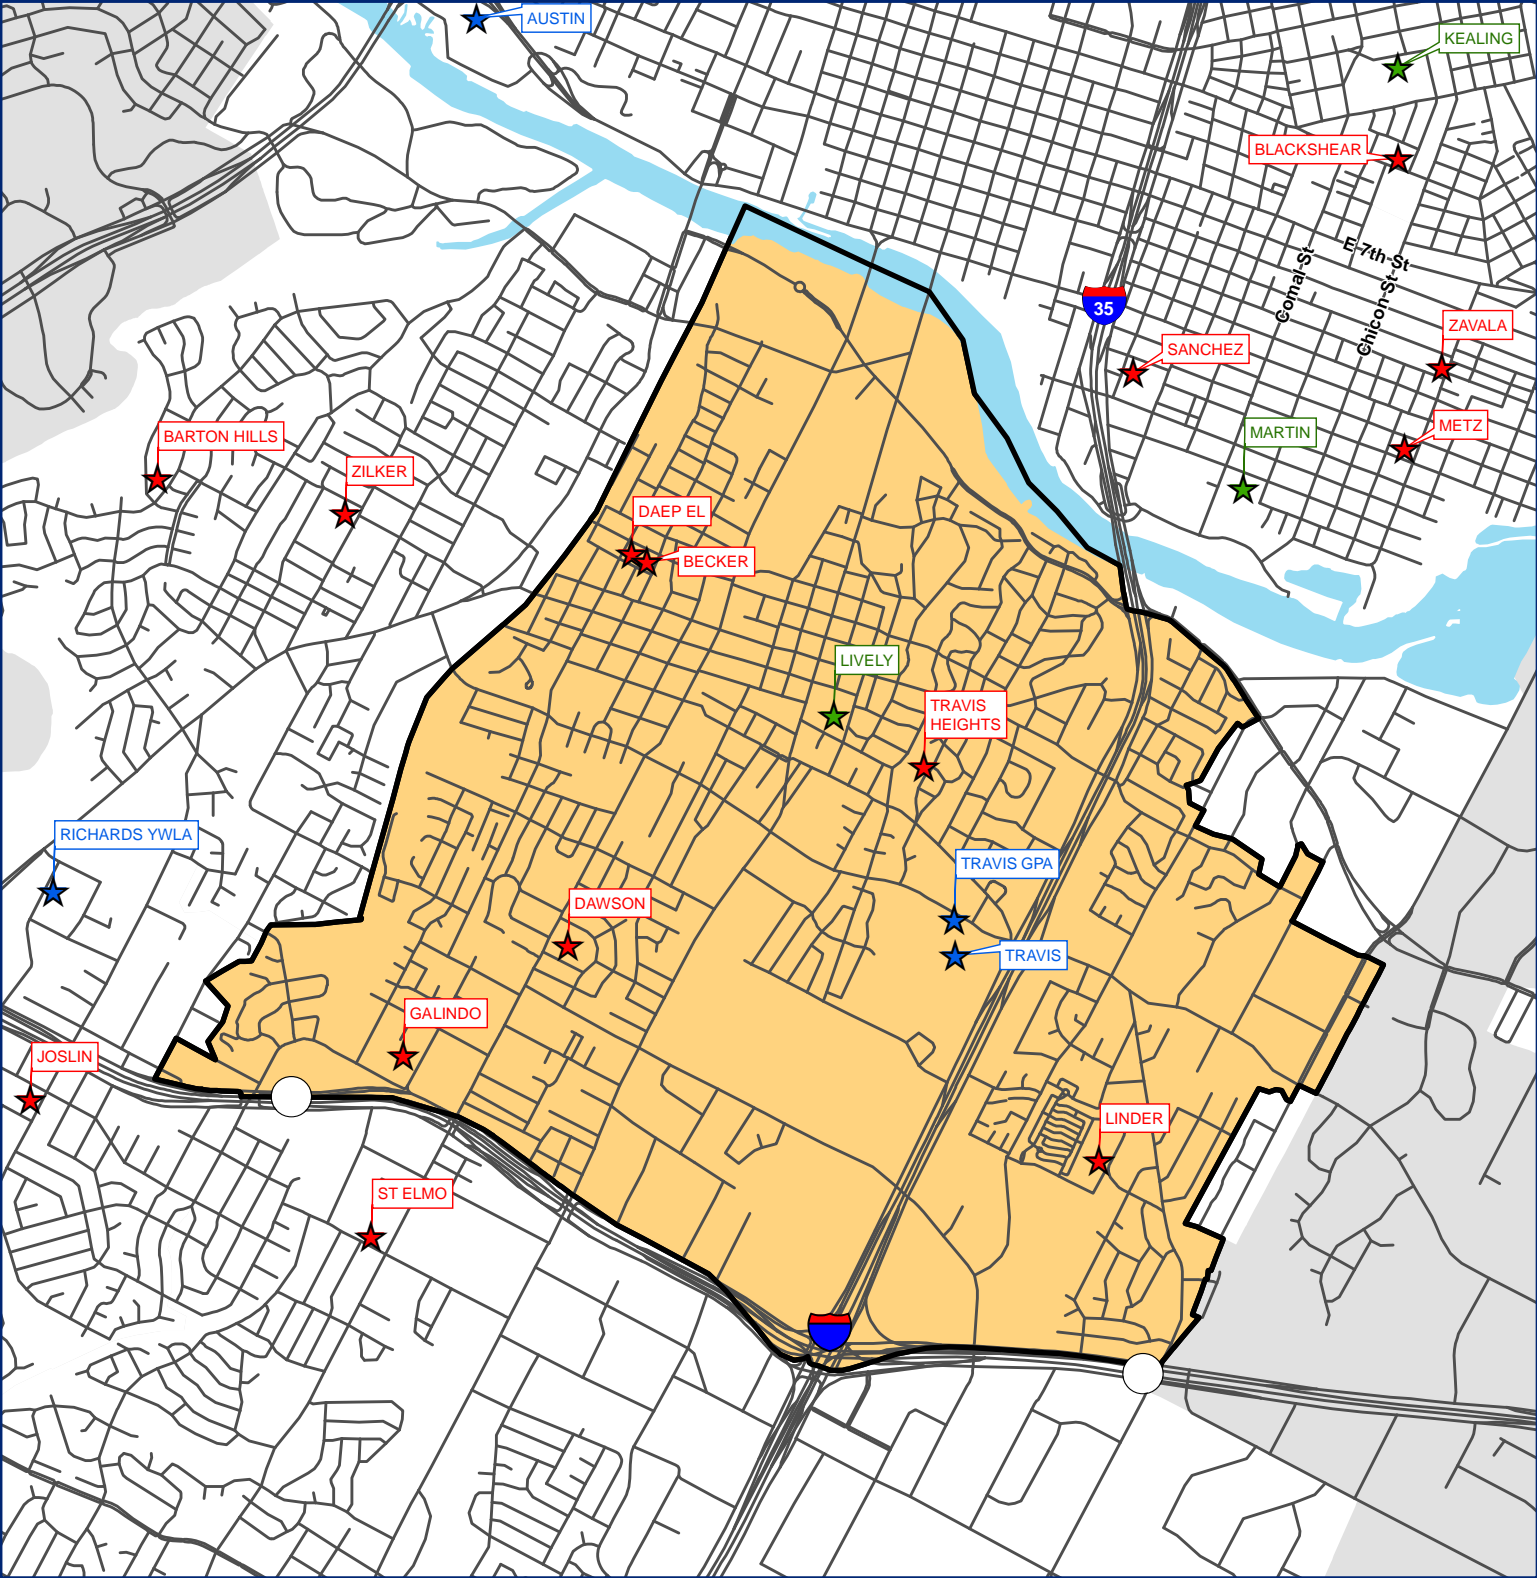 AUSTIN
KEALING
BLACKSHEAR
E 7th St
Comal St
Chicon St
35
ZAVALA
SANCHEZ
METZ
MARTIN
BARTON HILLS
ZILKER
DAEP EL
BECKER
LIVELY
TRAVIS
HEIGHTS
RICHARDS YWLA
TRAVIS GPA
DAWSON
TRAVIS
GALINDO
JOSLIN
LINDER
ST ELMO